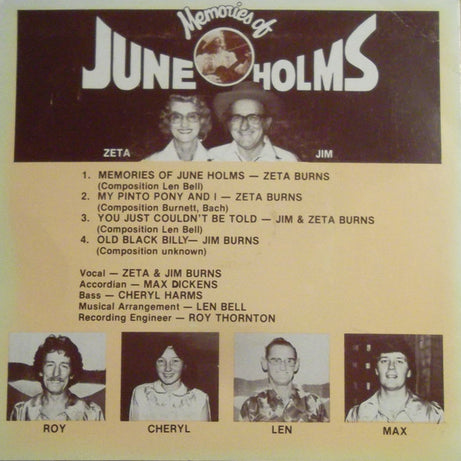 Memories of
JUNE HOLMS
ZETA JIM
1. MEMORIES OF JUNE HOLMS — ZETA BURNS
(Composition Len Bell)
2. MY PINTO PONY AND I — ZETA BURNS
(Composition Burnett, Bach)
3. YOU JUST COULDN'T BE TOLD — JIM & ZETA BURNS
(Composition Len Bell)
4. OLD BLACK BILLY— JIM BURNS
(Composition unknown)
Vocal — ZETA & JIM BURNS
Accordian — MAX DICKENS
Bass — CHERYL HARMS
Musical Arrangement — LEN BELL
Recording Engineer — ROY THORNTON
ROY CHERYL LEN MAX